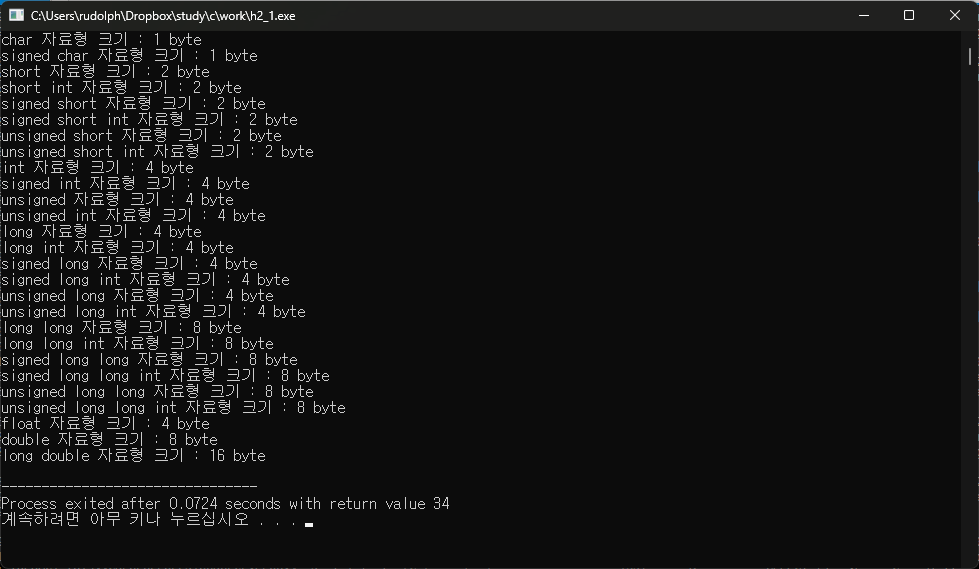 C:\Users\rudolph\Dropbox\study\c\work\h2_1.exe
char 자료형 크기 : 1 byte
signed char 자료형 크기 : 1 byte
short 자료형 크기 : 2 byte
short int 자료형 크기 : 2 byte
signed short 자료형 크기 : 2 byte
signed short int 자료형 크기 : 2 byte
unsigned short 자료형 크기 : 2 byte
unsigned short int 자료형 크기 : 2 byte
int 자료형 크기 : 4 byte
signed int 자료형 크기 : 4 byte
unsigned 자료형 크기 : 4 byte
unsigned int 자료형 크기 : 4 byte
long 자료형 크기 : 4 byte
long int 자료형 크기 : 4 byte
signed long 자료형 크기 : 4 byte
signed long int 자료형 크기 : 4 byte
unsigned long 자료형 크기 : 4 byte
unsigned long int 자료형 크기 : 4 byte
long long 자료형 크기 : 8 byte
long long int 자료형 크기 : 8 byte
signed long long 자료형 크기 : 8 byte
signed long long int 자료형 크기 : 8 byte
unsigned long long 자료형 크기 : 8 byte
unsigned long long int 자료형 크기 : 8 byte
float 자료형 크기 : 4 byte
double 자료형 크기 : 8 byte
long double 자료형 크기 : 16 byte
--------------------------------
Process exited after 0.0724 seconds with return value 34
계속하려면 아무 키나 누르십시오 . . .